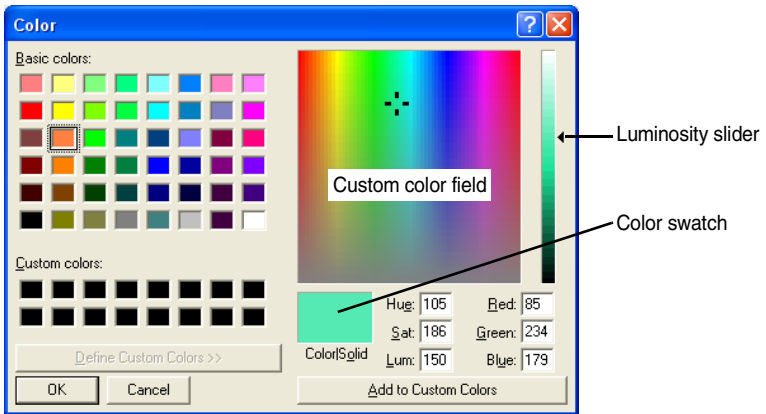 Color
Basic colors:
Luminosity slider
Custom color field
Color swatch
Custom colors:
Hue: 105 Red: 85
Sat: 186 Green: 234
Color|Solid Lum: 150 Blue: 179
Define Custom Colors >>
OK Cancel Add to Custom Colors